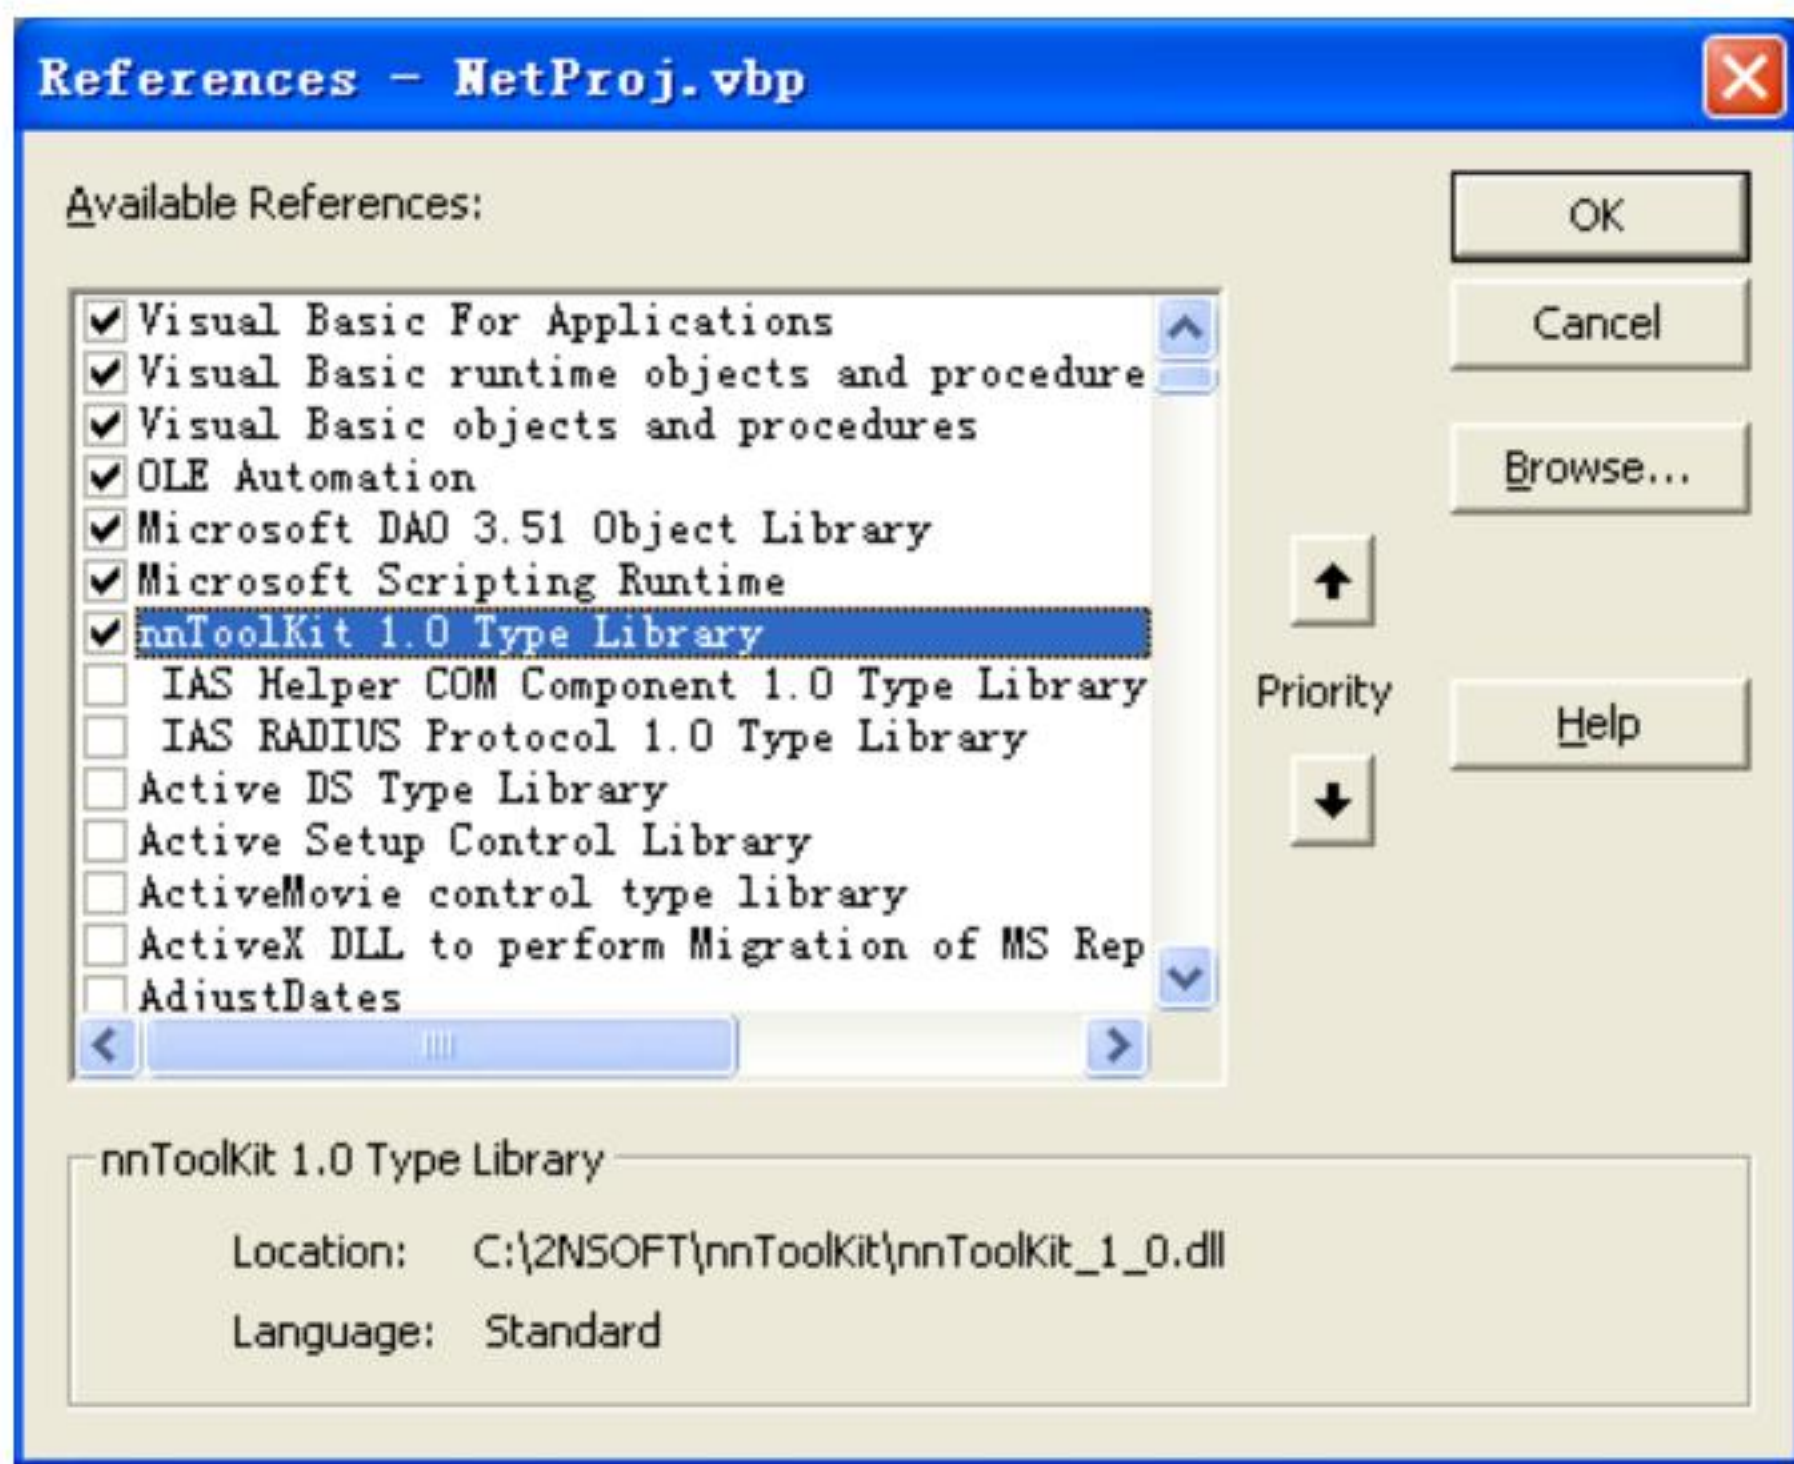 References - NetProj.vbp
Available References:
OK
Cancel
Browse...
Help
Visual Basic For Applications
Visual Basic runtime objects and procedure
Visual Basic objects and procedures
OLE Automation
Microsoft DAO 3.51 Object Library
Microsoft Scripting Runtime
nnToolKit 1.0 Type Library
IAS Helper COM Component 1.0 Type Library
IAS RADIUS Protocol 1.0 Type Library
Active DS Type Library
Active Setup Control Library
ActiveMovie control type library
ActiveX DLL to perform Migration of MS Rep
AdjustDates
Priority
nnToolKit 1.0 Type Library
Location: C:\2NSOFT\nnToolKit\nnToolKit_1_0.dll
Language: Standard